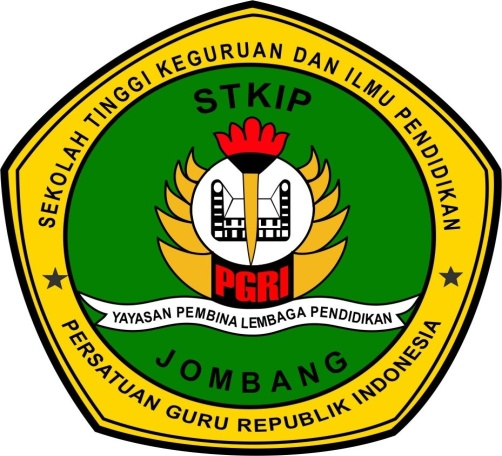 SEKOLAH TINGGI KEGURUAN DAN ILMU PENDIDIKAN
STKIP
PGRI
YAYASAN PEMBINA LEMBAGA PENDIDIKAN
JOMBANG
PERSATUAN GURU REPUBLIK INDONESIA